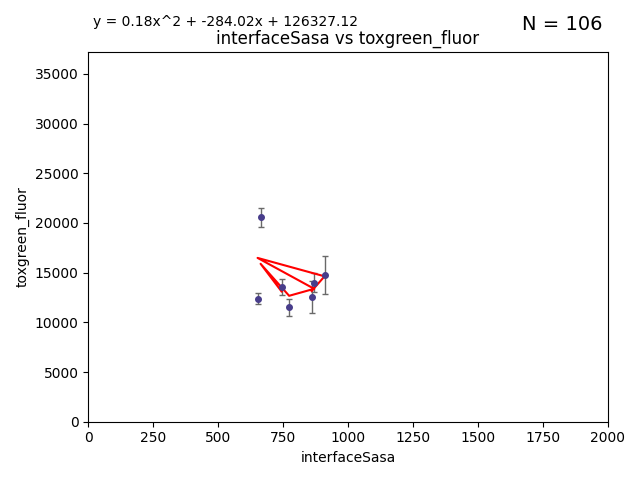 y = 0.18x^2 + -284.02x + 126327.12
N = 106
interfaceSasa vs toxgreen_fluor
35000
30000
25000
20000
15000
10000
5000
0
toxgreen_fluor
0 250 500 750 1000 1250 1500 1750 2000
interfaceSasa